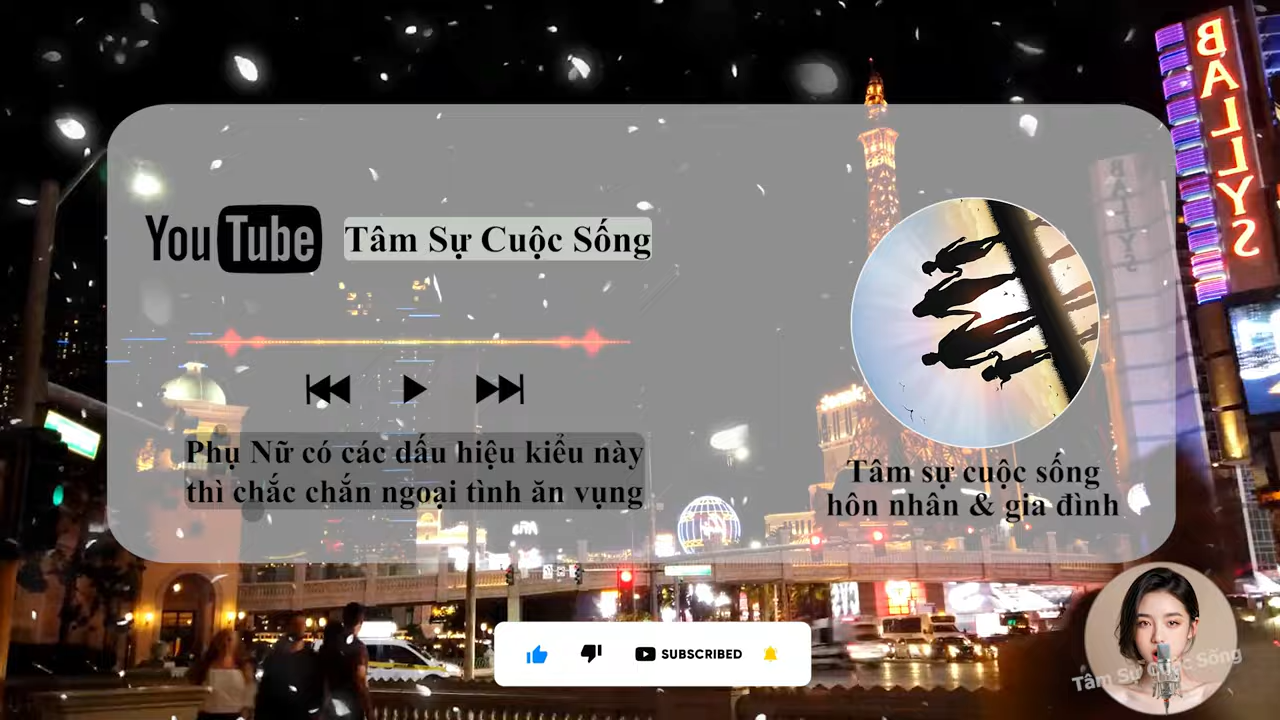 YouTube
Tâm Sự Cuộc Sống
BALLYS
Phụ Nữ có các dấu hiệu kiểu này
thì chắc chắn ngoại tình ăn vụng
Tâm sự cuộc sống
hôn nhân & gia đình
SUBSCRIBED
Tâm Sự Cuộc Sống